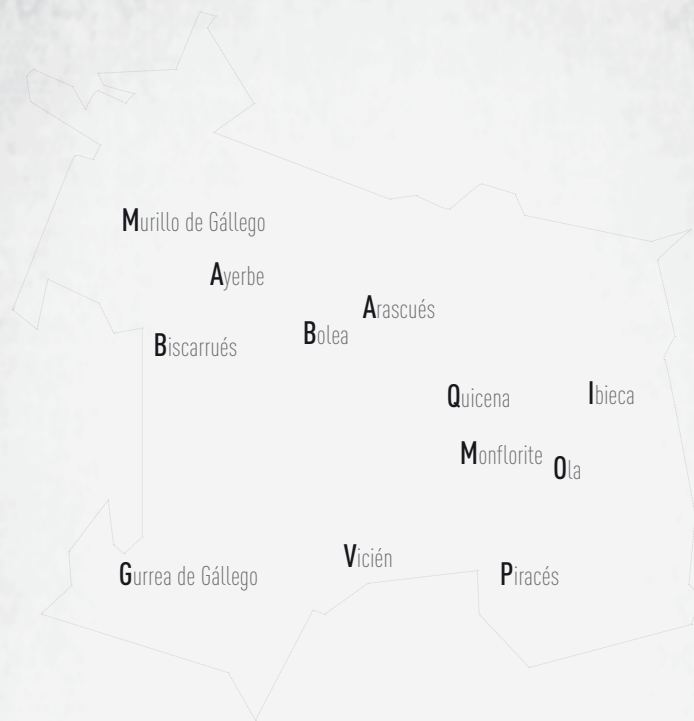 Murillo de Gállego
Ayerbe
Arascués
Bolea
Biscarrués
Quicena
Ibieca
Monflorite
Ola
Vicién
Gurrea de Gállego
Piracés